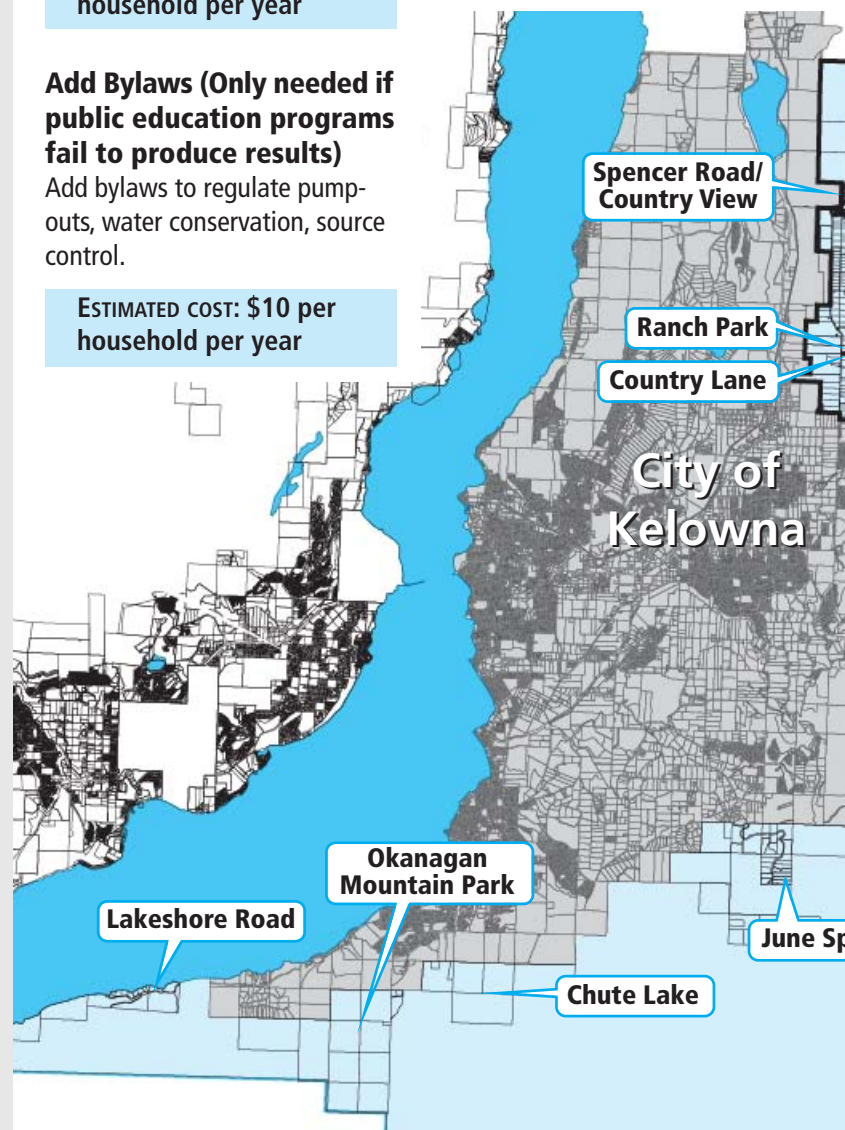 household per year
Add Bylaws (Only needed if
public education programs
fail to produce results)
Add bylaws to regulate pump-
outs, water conservation, source
control.
ESTIMATED COST: $10 per
household per year
Spencer Road/
Country View
Ranch Park
Country Lane
City of
Kelowna
Okanagan
Mountain Park
Lakeshore Road
June Sp
Chute Lake